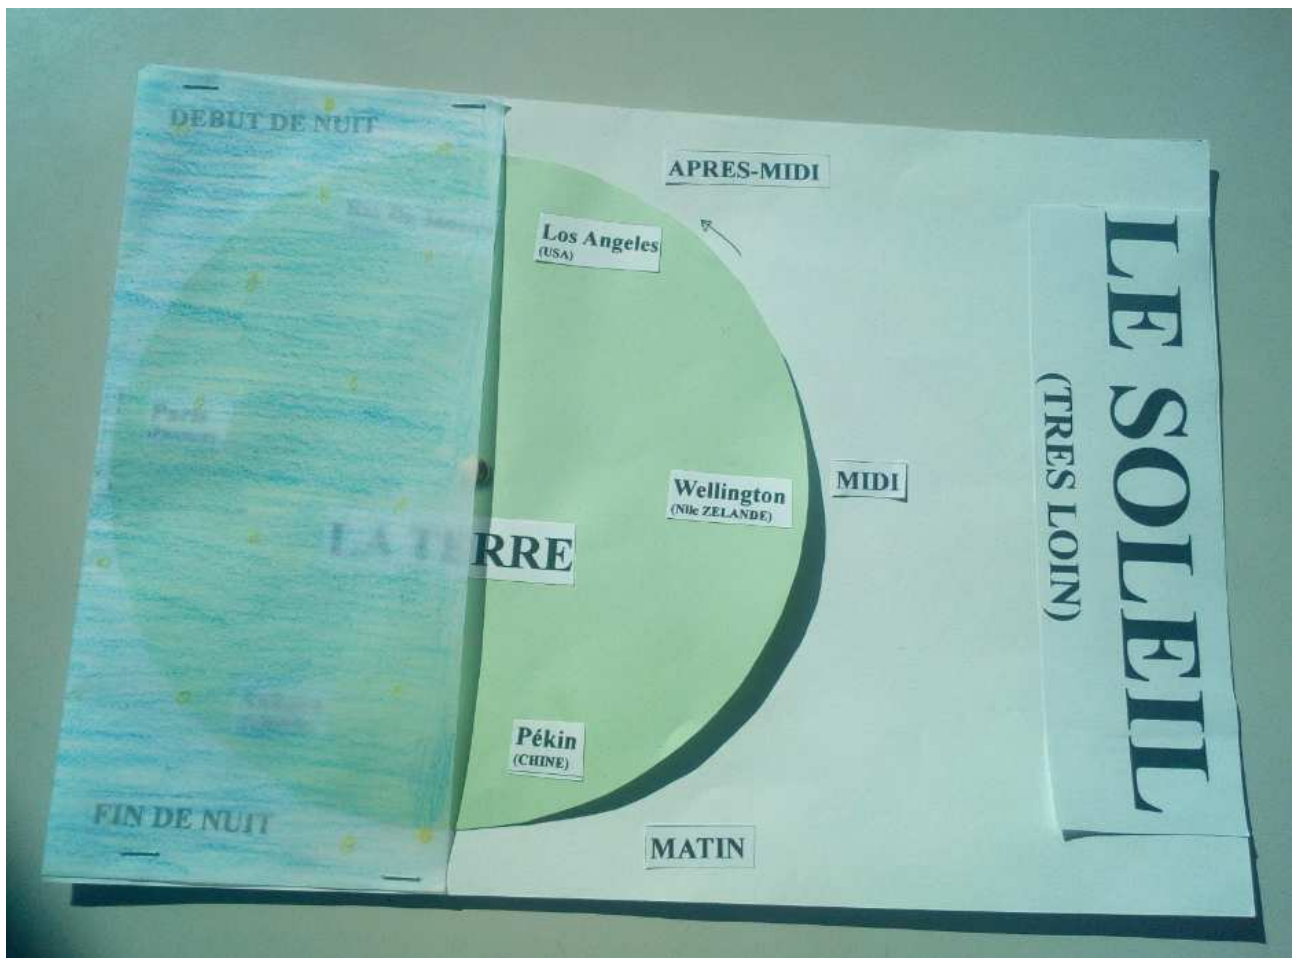 DEBUT DE NUIT
APRES-MIDI
Los Angeles
(USA)
Paris
(FRANCE)
Wellington
(Nlle ZELANDE)
MIDI
LA TERRE
Pékin
(CHINE)
FIN DE NUIT
MATIN
LE SOLEIL
(TRES LOIN)